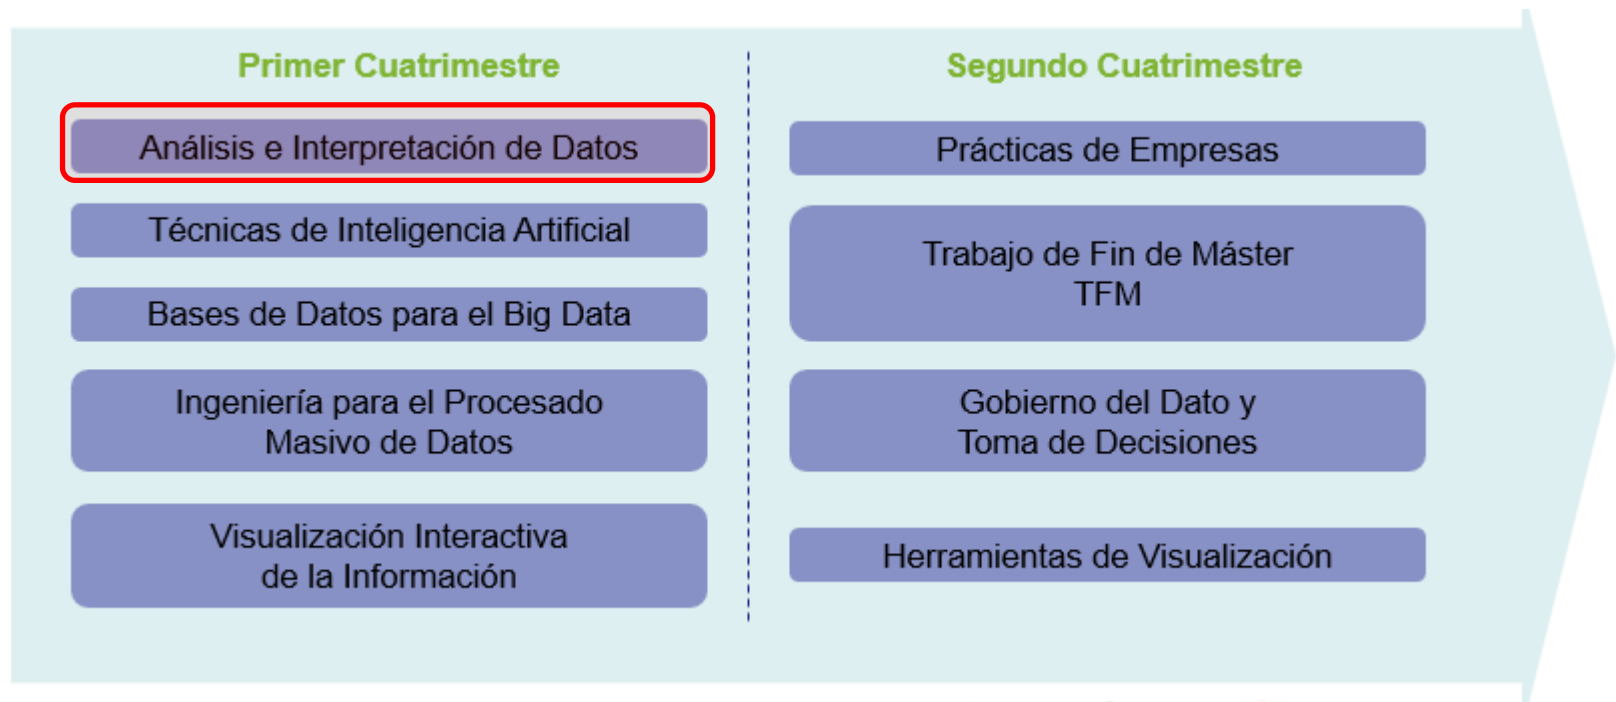 Primer Cuatrimestre
Análisis e Interpretación de Datos
Técnicas de Inteligencia Artificial
Bases de Datos para el Big Data
Ingeniería para el Procesado
Masivo de Datos
Visualización Interactiva
de la Información
Segundo Cuatrimestre
Prácticas de Empresas
Trabajo de Fin de Máster
TFM
Gobierno del Dato y
Toma de Decisiones
Herramientas de Visualización